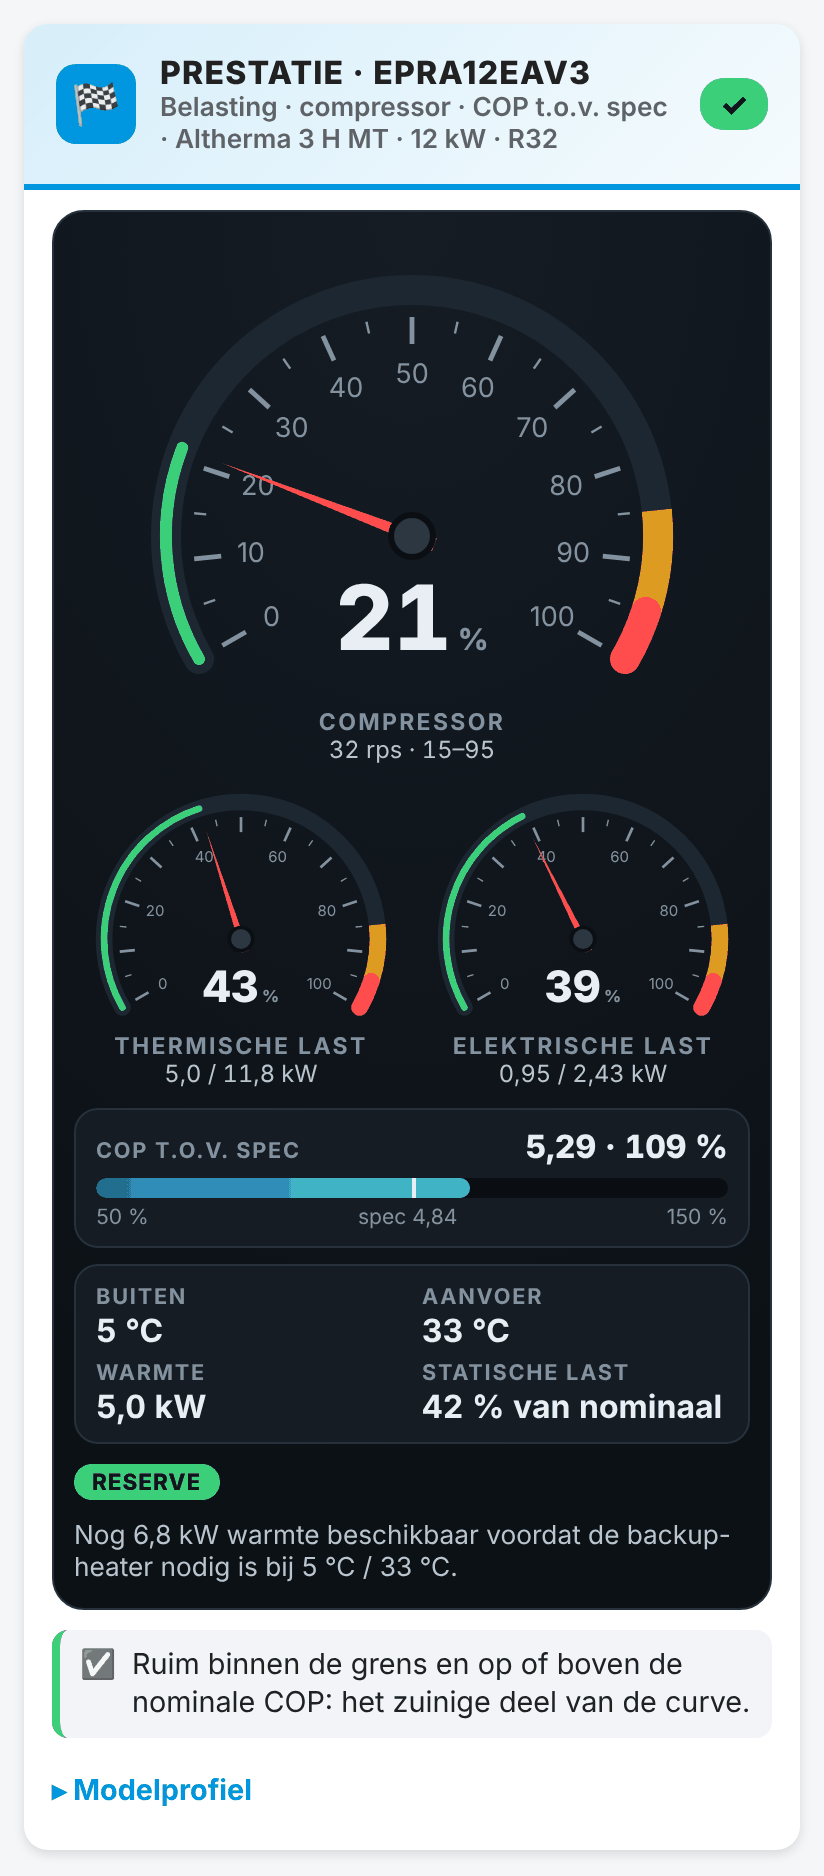 PRESTATIE · EPRA12EAV3
Belasting · compressor · COP t.o.v. spec
· Altherma 3 H MT · 12 kW · R32
0
10
20
30
40
50
60
70
80
90
100
21 %
COMPRESSOR
32 rps · 15–95
0
20
40
60
80
100
43 %
THERMISCHE LAST
5,0 / 11,8 kW
0
20
40
60
80
100
39 %
ELEKTRISCHE LAST
0,95 / 2,43 kW
COP T.O.V. SPEC
5,29 · 109 %
50 %
spec 4,84
150 %
BUITEN
5 °C
AANVOER
33 °C
WARMTE
5,0 kW
STATISCHE LAST
42 % van nominaal
RESERVE
Nog 6,8 kW warmte beschikbaar voordat de backup-
heater nodig is bij 5 °C / 33 °C.
Ruim binnen de grens en op of boven de
nominale COP: het zuinige deel van de curve.
▸ Modelprofiel